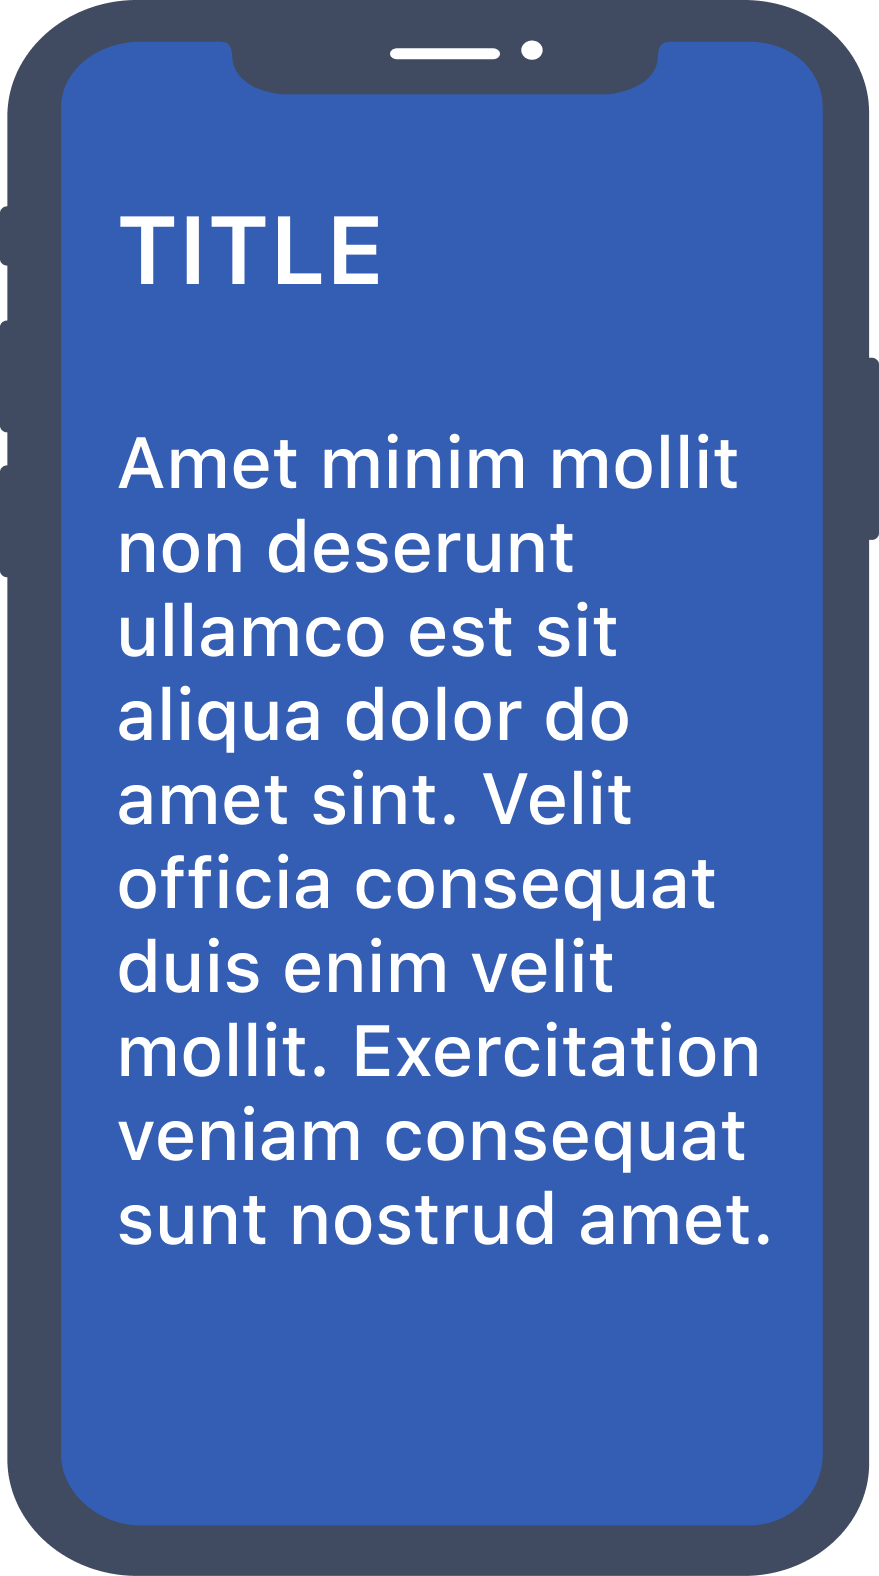 TITLE
Amet minim mollit
non deserunt
ullamco est sit
aliqua dolor do
amet sint. Velit
officia consequat
duis enim velit
mollit. Exercitation
veniam consequat
sunt nostrud amet.